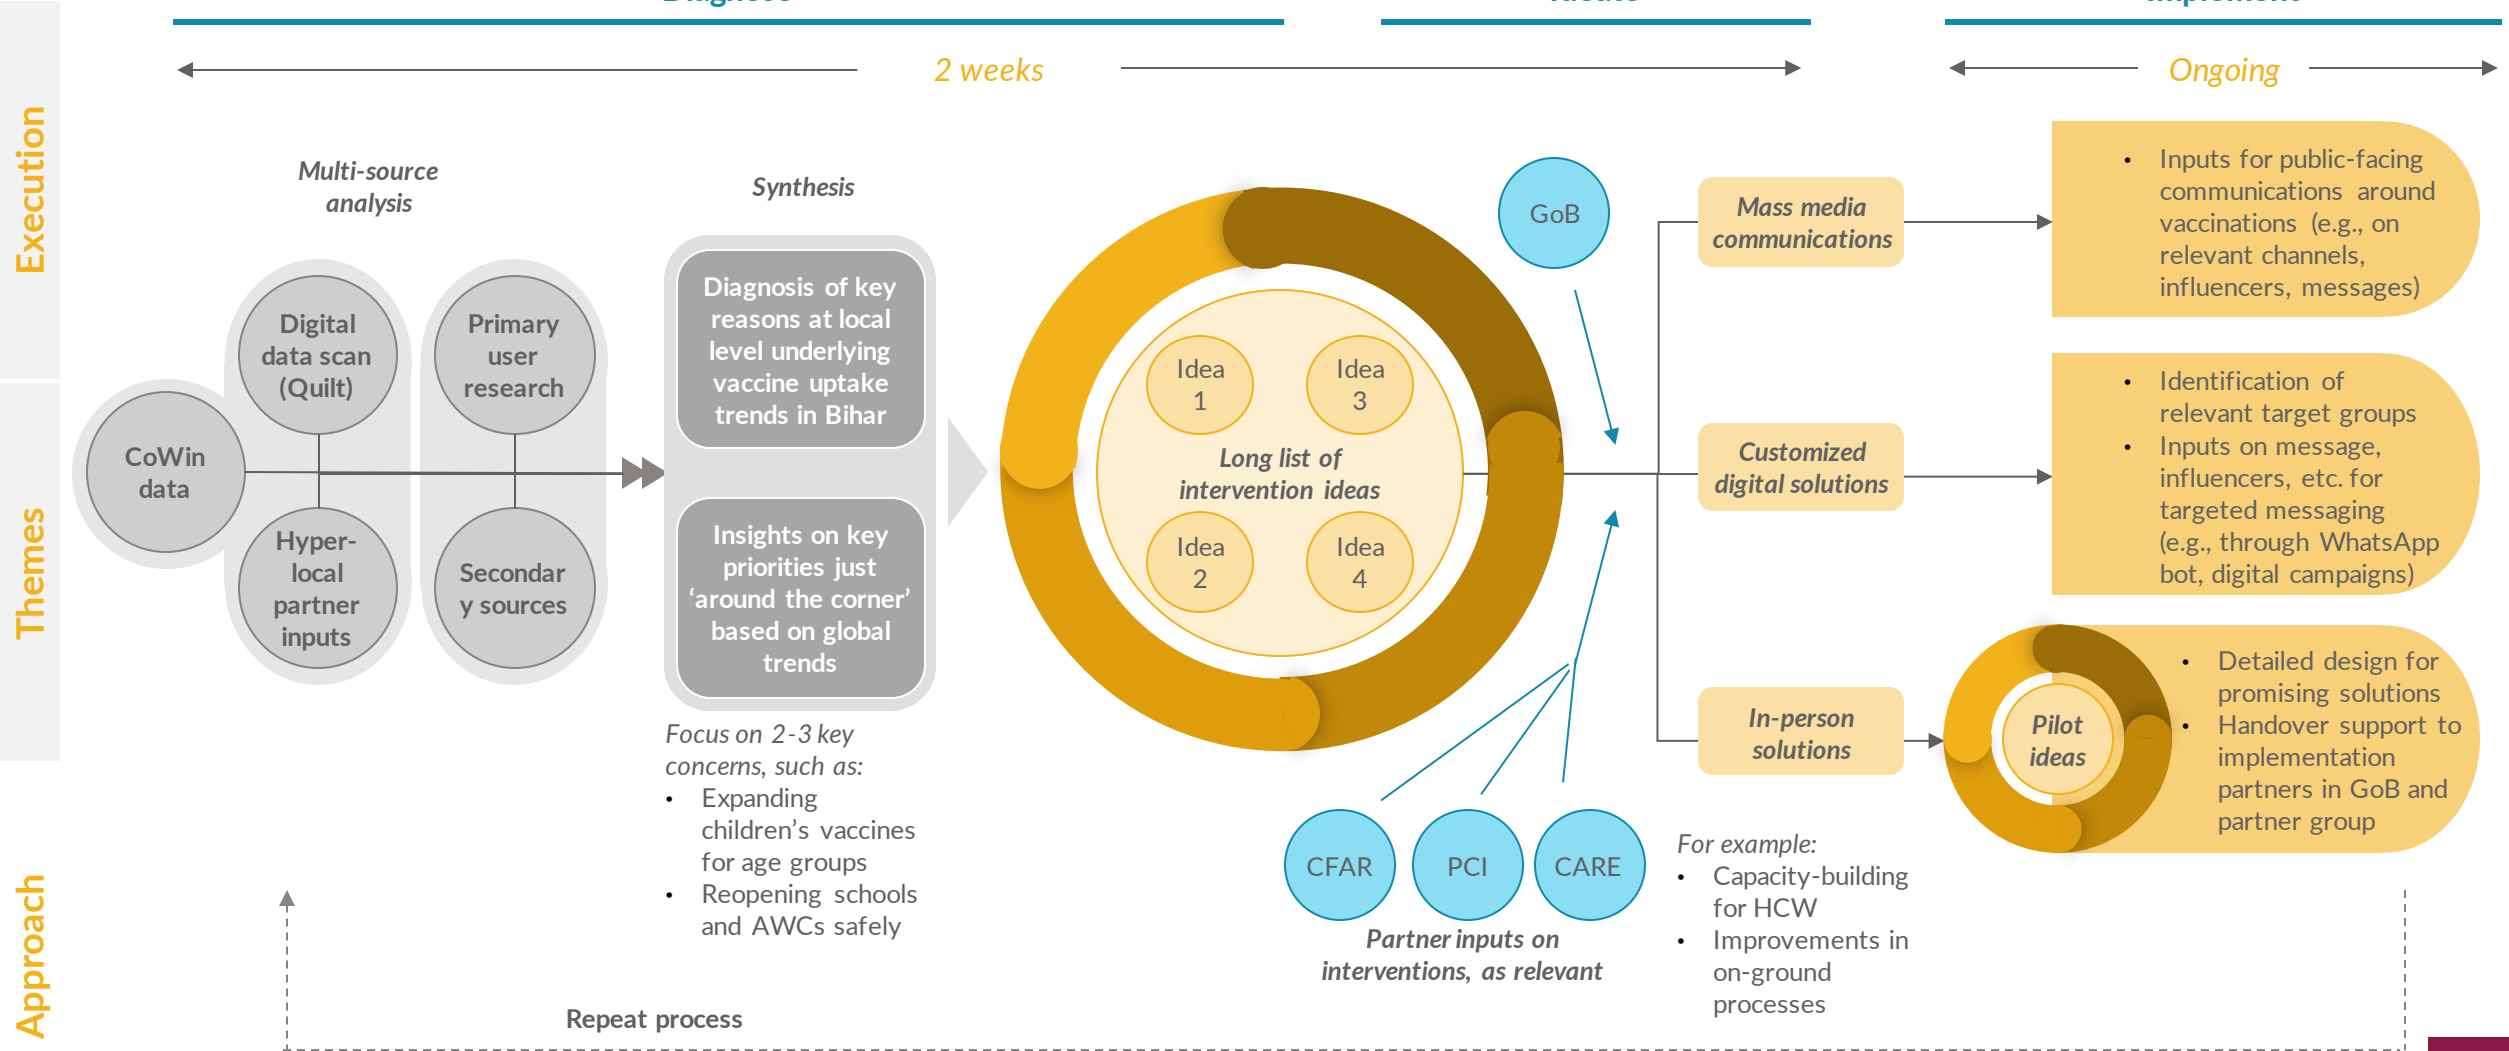 Diagnose
Ideate
Implement
2 weeks
Ongoing
Execution
Themes
Approach
Multi-source
analysis
CoWin
data
Digital
data scan
(Quilt)
Primary
user
research
Hyper-
local
partner
inputs
Secondar
y sources
Synthesis
Diagnosis of key
reasons at local
level underlying
vaccine uptake
trends in Bihar
Insights on key
priorities just
‘around the corner’
based on global
trends
Focus on 2-3 key
concerns, such as:
• Expanding
children’s vaccines
for age groups
• Reopening schools
and AWCs safely
Idea
1
Idea
3
Long list of
intervention ideas
Idea
2
Idea
4
GoB
CFAR
PCI
CARE
Partner inputs on
interventions, as relevant
Mass media
communications
• Inputs for public-facing
communications around
vaccinations (e.g., on
relevant channels,
influencers, messages)
Customized
digital solutions
• Identification of
relevant target groups
• Inputs on message,
influencers, etc. for
targeted messaging
(e.g., through WhatsApp
bot, digital campaigns)
In-person
solutions
For example:
• Capacity-building
for HCW
• Improvements in
on-ground
processes
Pilot
ideas
• Detailed design for
promising solutions
• Handover support to
implementation
partners in GoB and
partner group
Repeat process